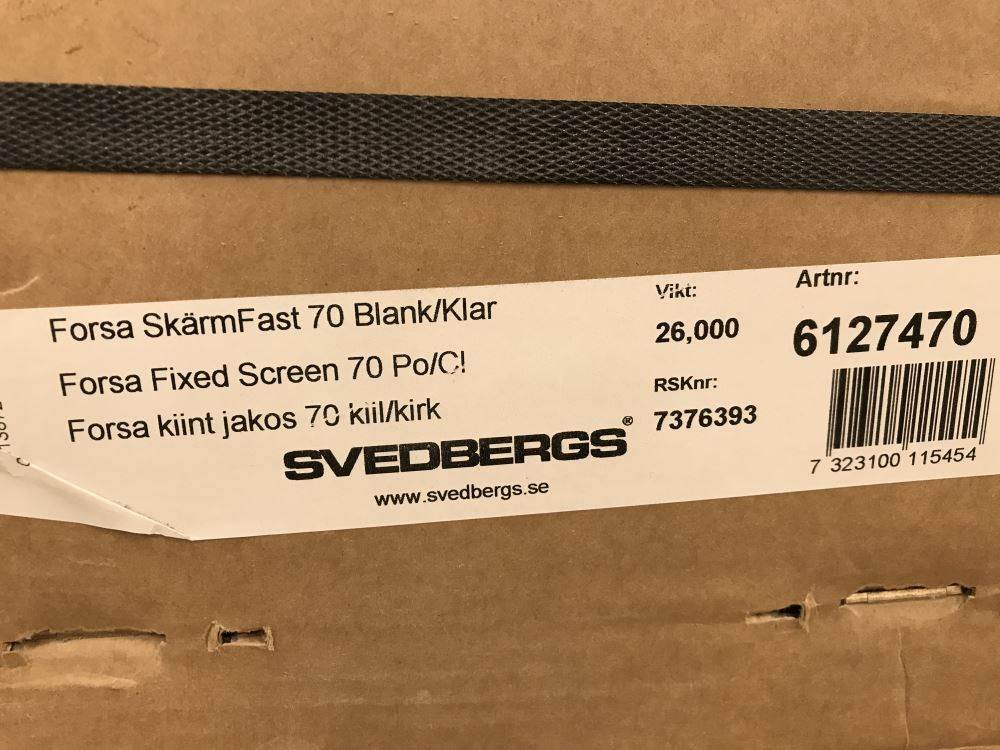 Forsa SkärmFast 70 Blank/Klar
Forsa Fixed Screen 70 Po/Cl
Forsa kiint jakos 70 kiil/kirk
SVEDBERGS®
www.svedbergs.se
Vikt:
26,000
RSKnr:
7376393
Artnr:
6127470
7 323100 115454